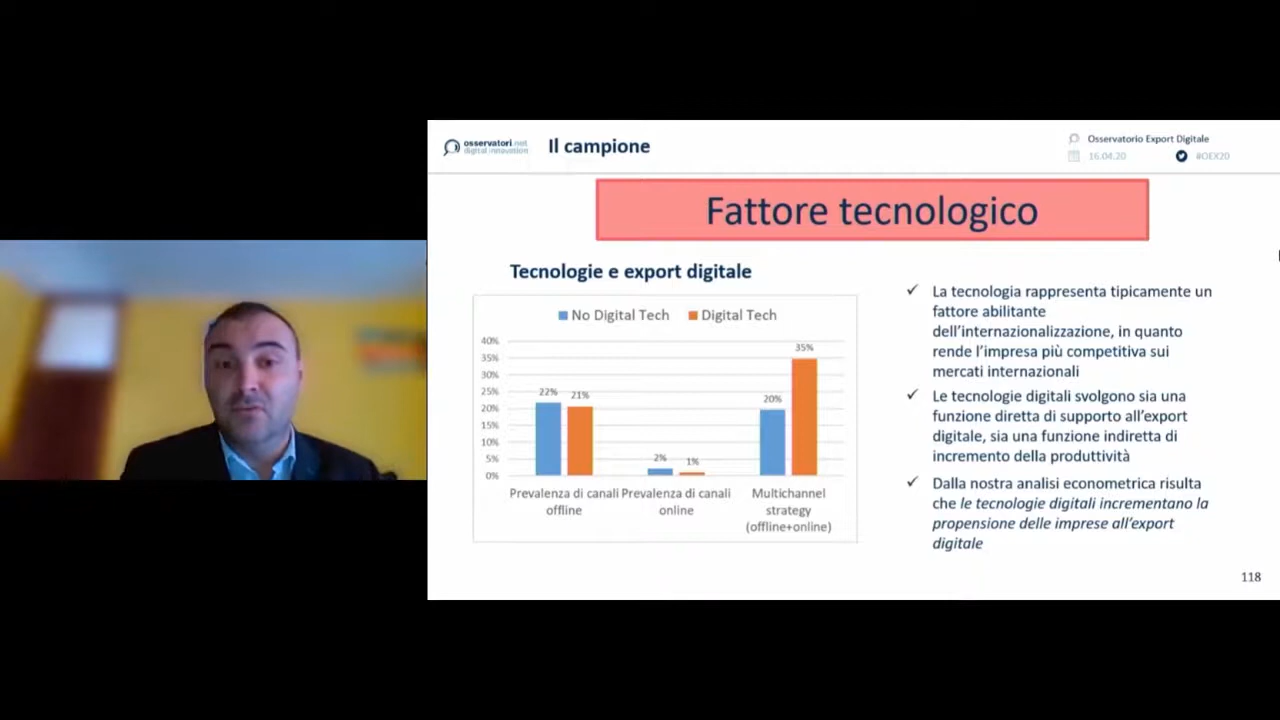 osservatori.net
digital innovation
Il campione
Osservatorio Export Digitale
16.04.20
#OEX20
Fattore tecnologico
Tecnologie e export digitale
No Digital Tech
Digital Tech
40%
35%
30%
25%
20%
15%
10%
5%
0%
22%
21%
2%
1%
20%
35%
Prevalenza di canali
offline
Prevalenza di canali
online
Multichannel
strategy
(offline+online)
✓ La tecnologia rappresenta tipicamente un
fattore abilitante
dell'internazionalizzazione, in quanto
rende l'impresa più competitiva sui
mercati internazionali
✓ Le tecnologie digitali svolgono sia una
funzione diretta di supporto all'export
digitale, sia una funzione indiretta di
incremento della produttività
✓ Dalla nostra analisi econometrica risulta
che le tecnologie digitali incrementano la
propensione delle imprese all'export
digitale
118